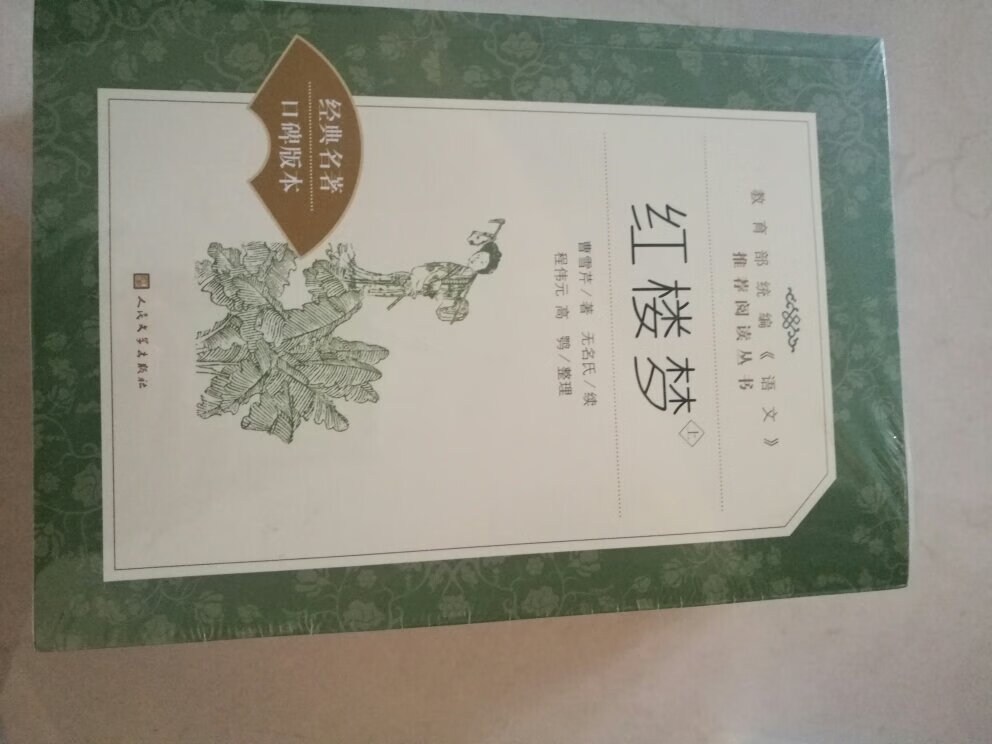 教育部统编《语文》
推荐阅读丛书
红楼梦
上
曹雪芹/著 无名氏/续
程伟元 高 鹗/整理
经典名著
口碑版本
人民文学出版社